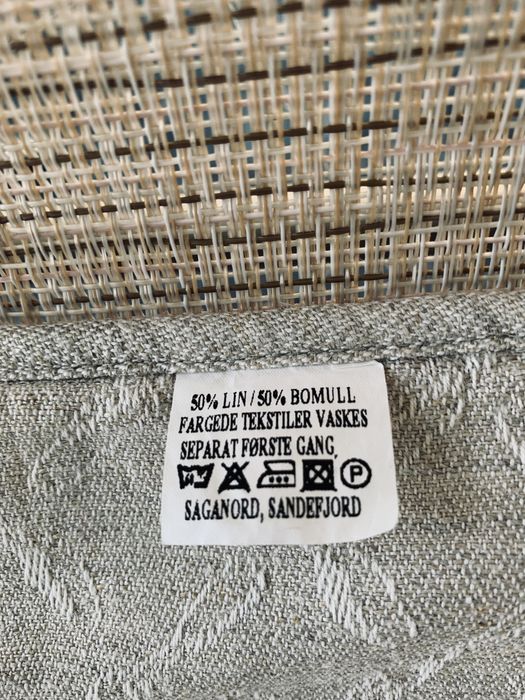 50% LIN / 50% BOMULL
FARGEDE TEKSTILER VASKES
SEPARAT FØRSTE GANG,
P
SAGANORD, SANDEFJORD